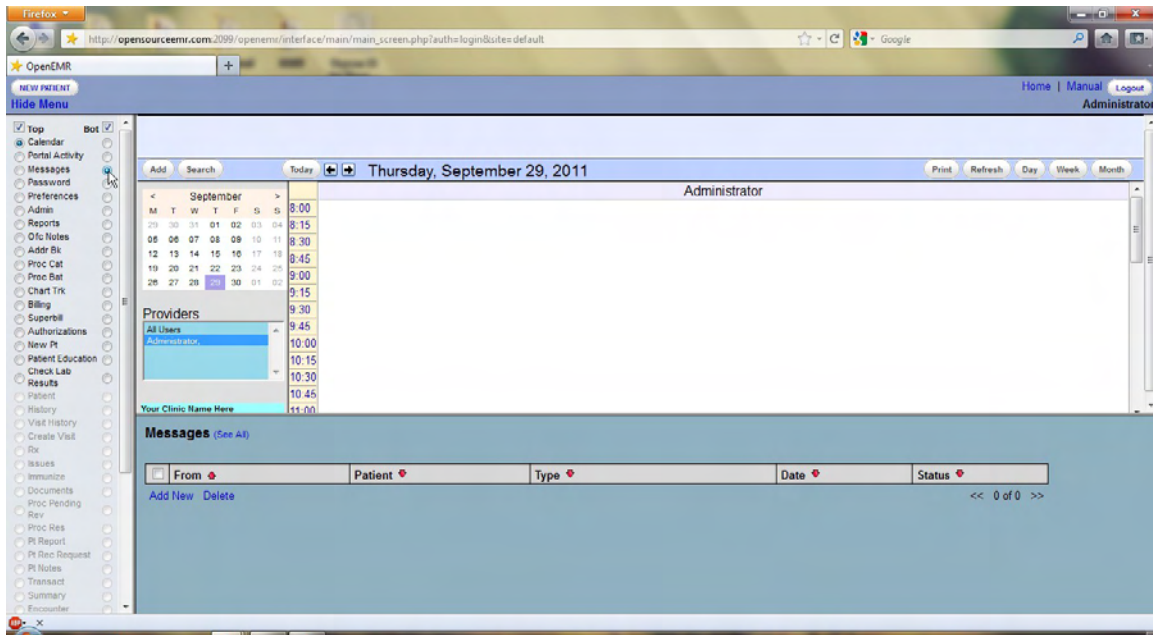 Firefox
http://opensourceemr.com:2099/openemr/interface/main/main_screen.php?auth=login&site=default
Google
OpenEMR
+
NEW PATIENT
Home | Manual Logout
Hide Menu
Administrator
Top Bot
Calendar
Portal Activity
Messages
Password
Preferences
Admin
Reports
Ofc Notes
Addr Bk
Proc Cat
Proc Bat
Chart Trk
Billing
Superbill
Authorizations
New Pt
Patient Education
Check Lab
Results
Patient
History
Visit History
Create Visit
Rx
Issues
Immunize
Documents
Proc Pending
Rev
Proc Res
Pt Report
Pt Rec Request
Pt Notes
Transact
Summary
Encounter
Add Search Today Thursday, September 29, 2011 Print Refresh Day Week Month
Administrator
< September >
M T W T F S S
29 30 31 01 02 03 04
05 06 07 08 09 10 11
12 13 14 15 16 17 18
19 20 21 22 23 24 25
26 27 28 29 30 01 02
Providers
All Users
Administrator,
Your Clinic Name Here
8:00
8:15
8:30
8:45
9:00
9:15
9:30
9:45
10:00
10:15
10:30
10:45
11:00
Messages (See All)
From Patient Type Date Status
Add New Delete << 0 of 0 >>